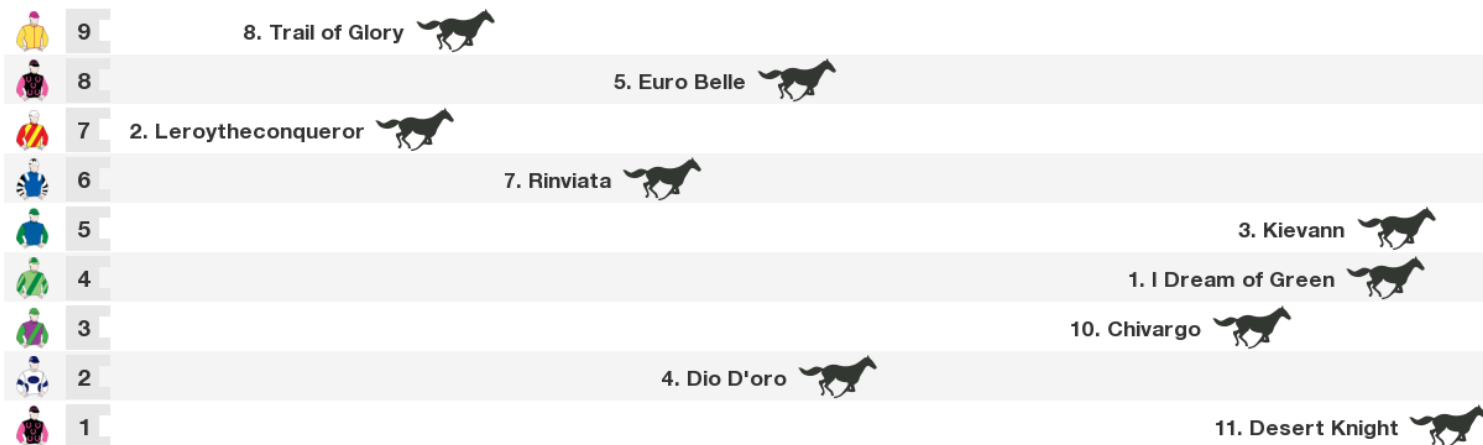 9 8. Trail of Glory
8 5. Euro Belle
7 2. Leroytheconqueror
6 7. Rinviata
5 3. Kievann
4 1. I Dream of Green
3 10. Chivargo
2 4. Dio D'oro
1 11. Desert Knight